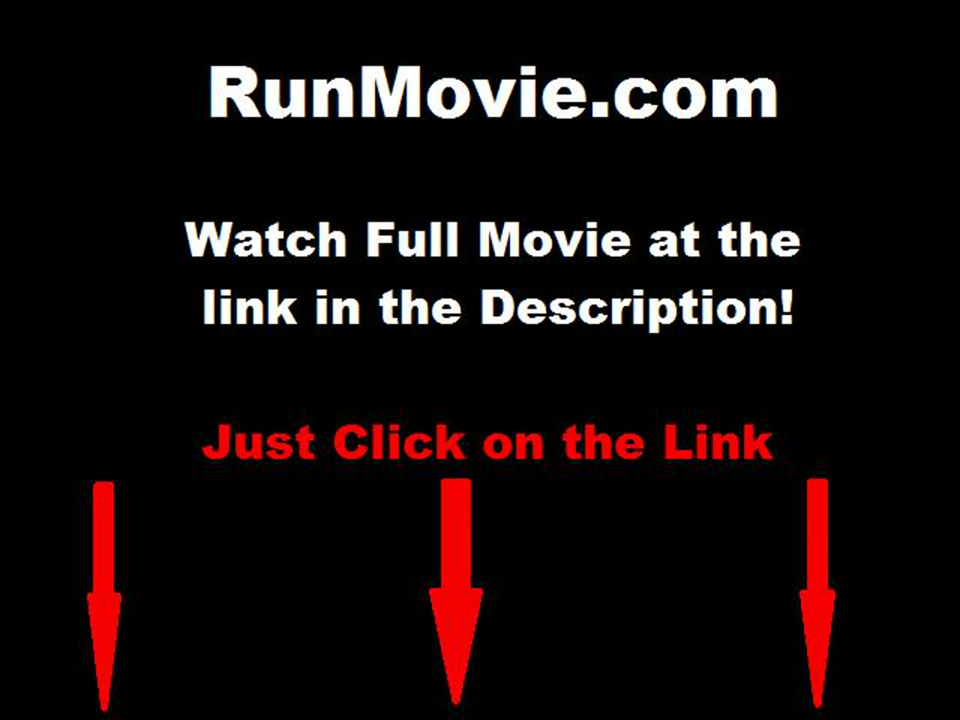 RunMovie.com
Watch Full Movie at the
link in the Description!
Just Click on the Link